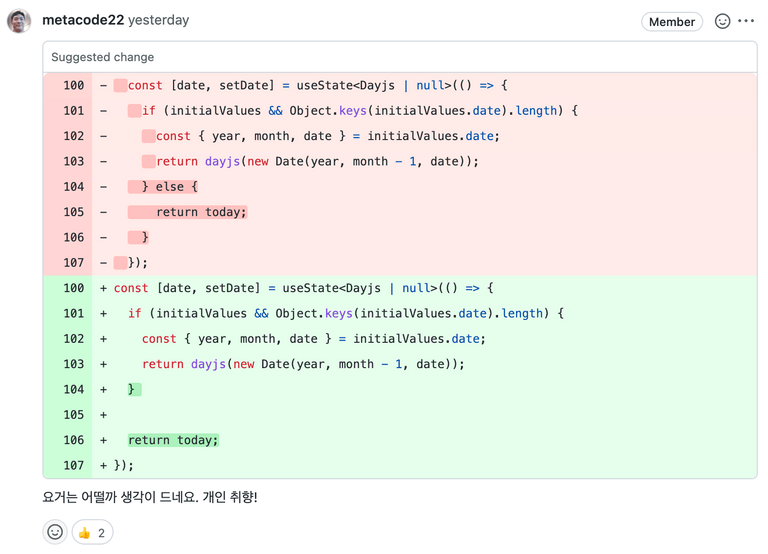 metacode22 yesterday
Member
Suggested change
100 -   const [date, setDate] = useState<Dayjs | null>(() => {
101 -     if (initialValues && Object.keys(initialValues.date).length) {
102 -       const { year, month, date } = initialValues.date;
103 -       return dayjs(new Date(year, month - 1, date));
104 -     } else {
105 -       return today;
106 -     }
107 -   });
100 + const [date, setDate] = useState<Dayjs | null>(() => {
101 +   if (initialValues && Object.keys(initialValues.date).length) {
102 +     const { year, month, date } = initialValues.date;
103 +     return dayjs(new Date(year, month - 1, date));
104 +   }
105 +
106 +   return today;
107 + });
요거는 어떨까 생각이 드네요. 개인 취향!
👍 2